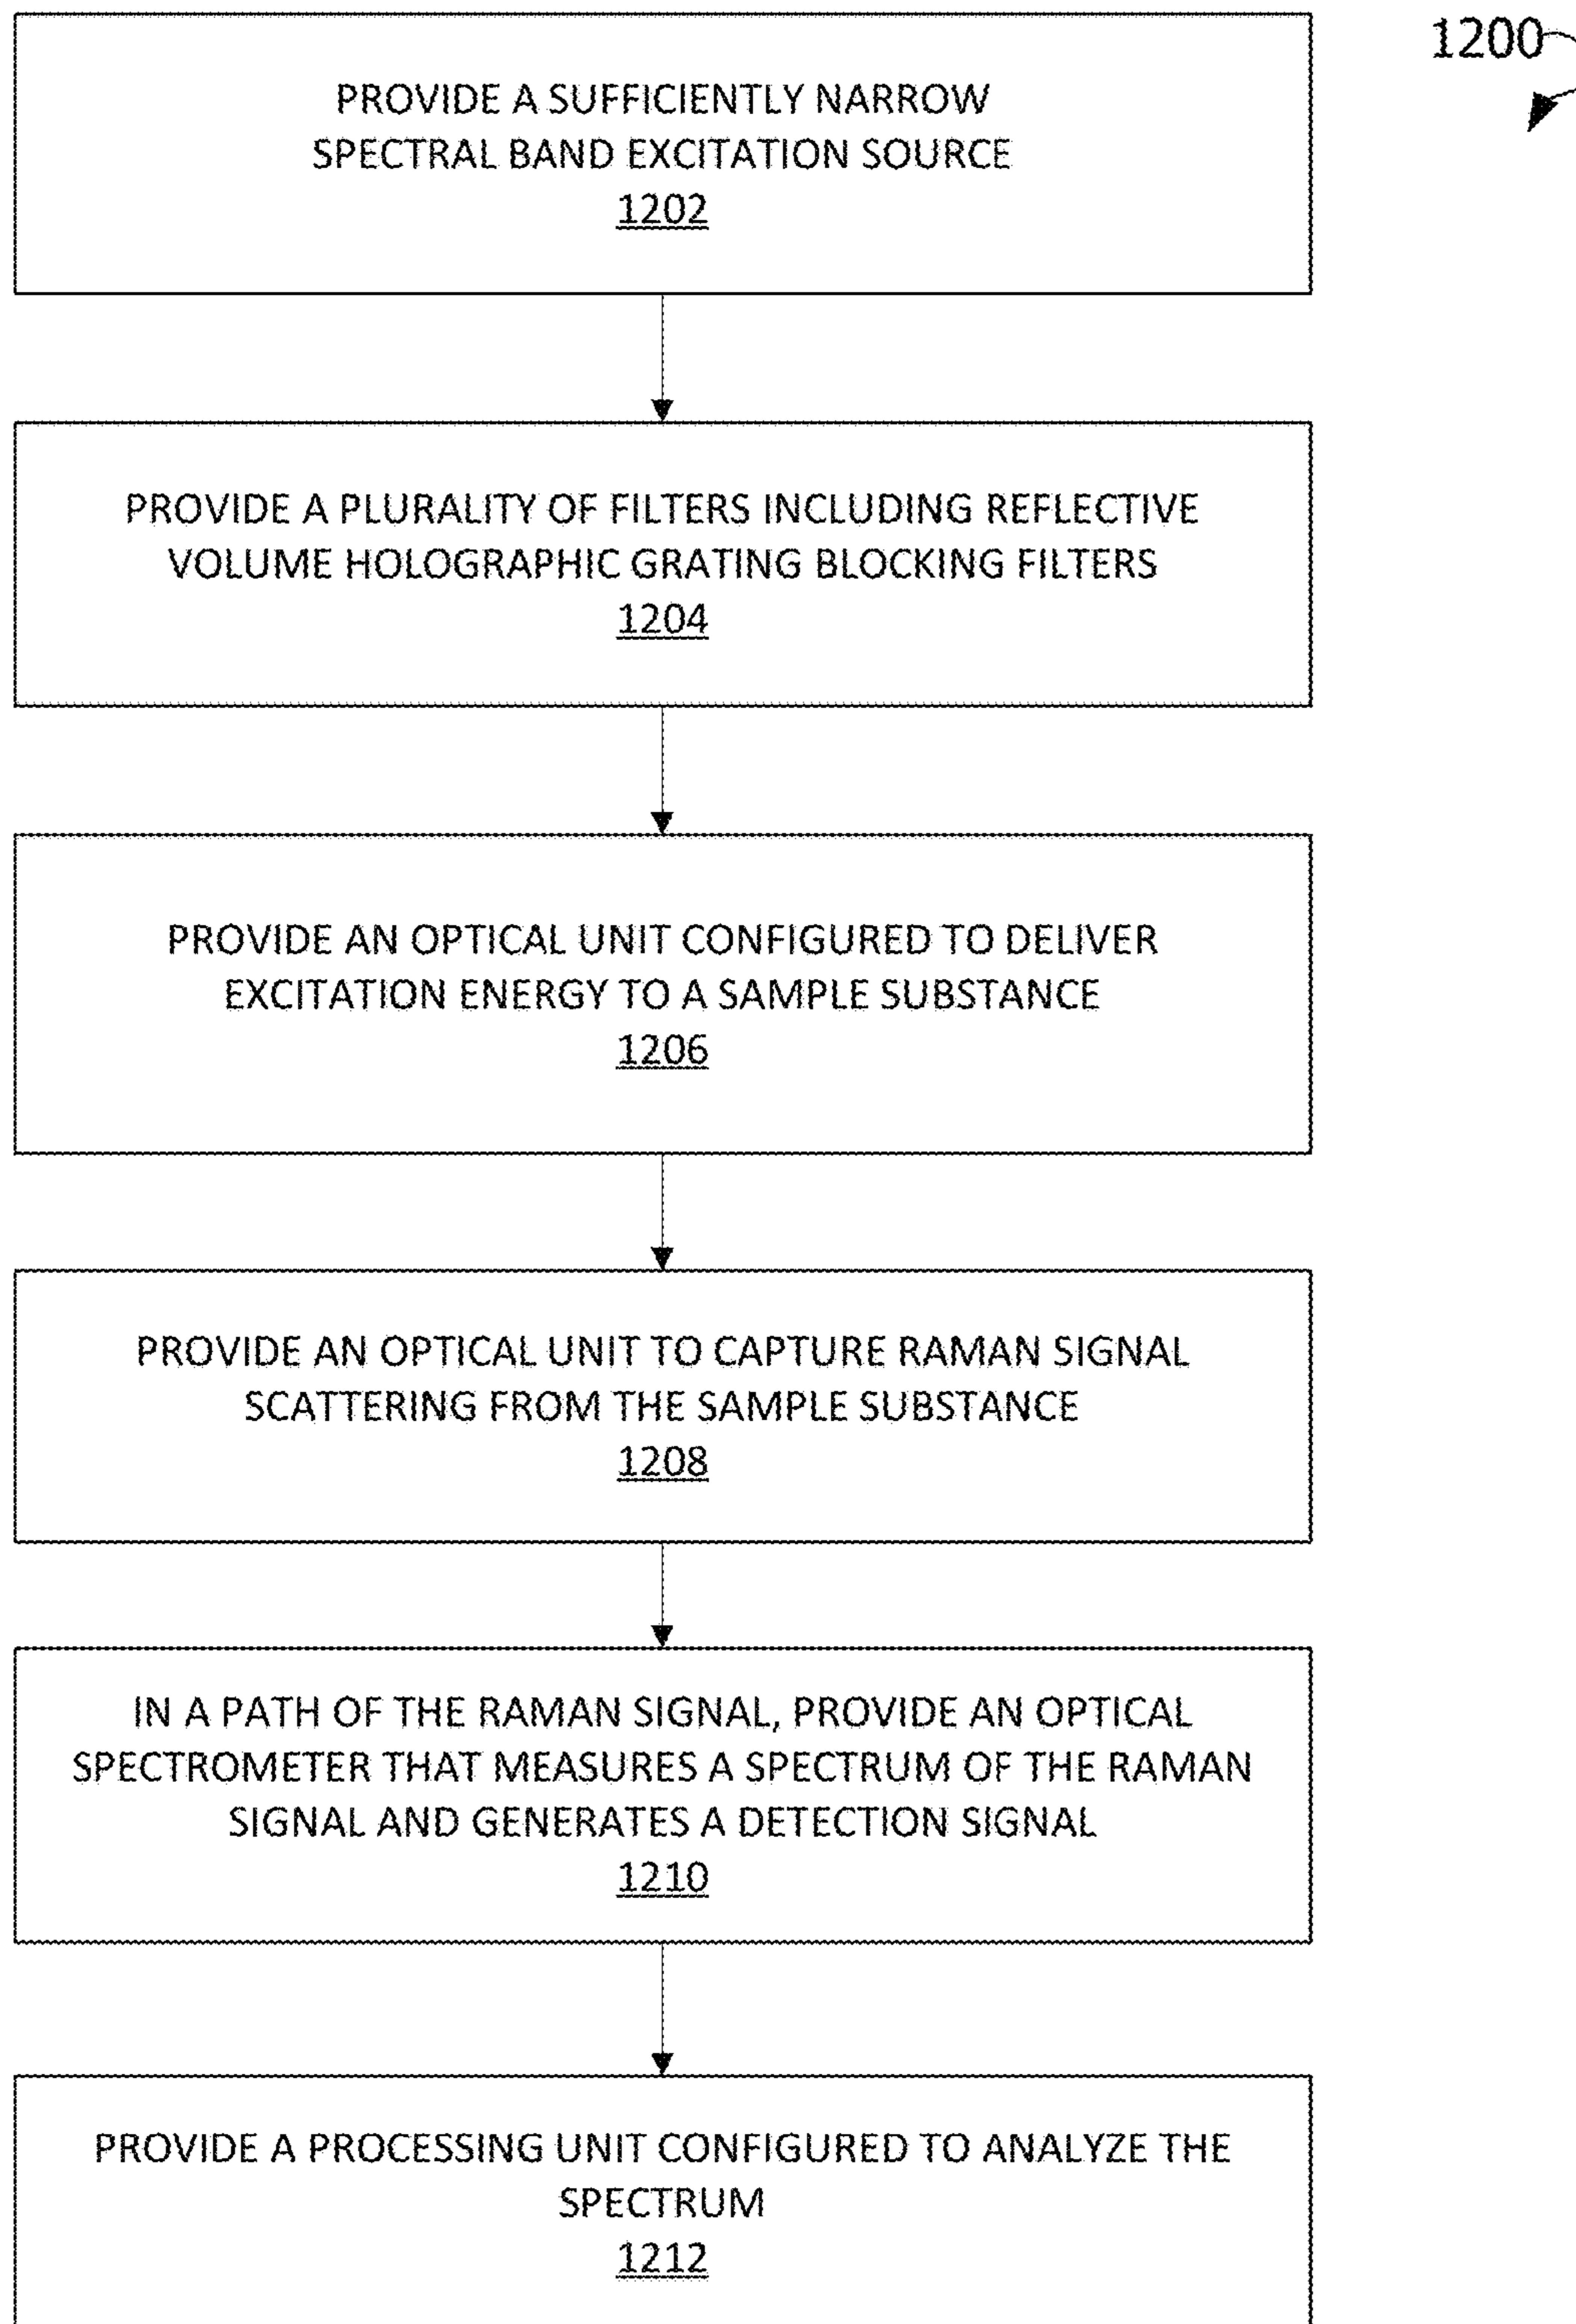 1200
PROVIDE A SUFFICIENTLY NARROW
SPECTRAL BAND EXCITATION SOURCE
1202
PROVIDE A PLURALITY OF FILTERS INCLUDING REFLECTIVE
VOLUME HOLOGRAPHIC GRATING BLOCKING FILTERS
1204
PROVIDE AN OPTICAL UNIT CONFIGURED TO DELIVER
EXCITATION ENERGY TO A SAMPLE SUBSTANCE
1206
PROVIDE AN OPTICAL UNIT TO CAPTURE RAMAN SIGNAL
SCATTERING FROM THE SAMPLE SUBSTANCE
1208
IN A PATH OF THE RAMAN SIGNAL, PROVIDE AN OPTICAL
SPECTROMETER THAT MEASURES A SPECTRUM OF THE RAMAN
SIGNAL AND GENERATES A DETECTION SIGNAL
1210
PROVIDE A PROCESSING UNIT CONFIGURED TO ANALYZE THE
SPECTRUM
1212